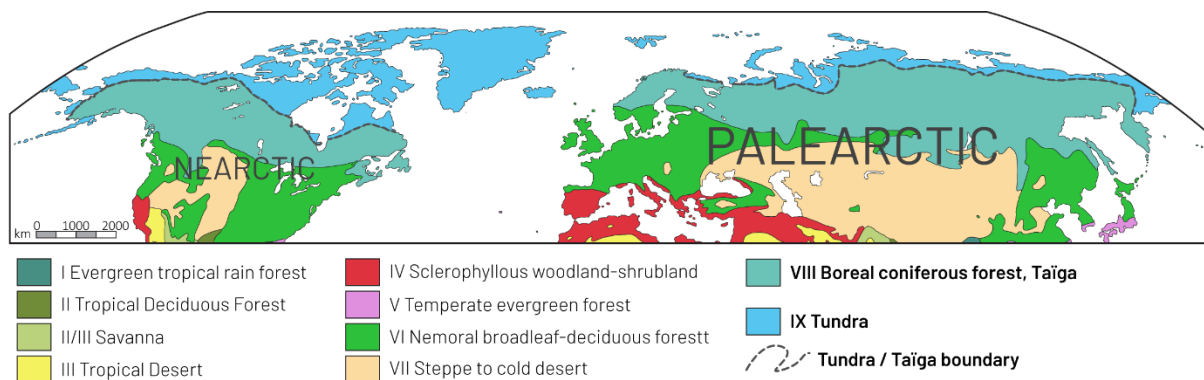 NEARCTIC
PALEARCTIC
km 0 1000 2000
I Evergreen tropical rain forest
II Tropical Deciduous Forest
II/III Savanna
III Tropical Desert
IV Sclerophyllous woodland-shrubland
V Temperate evergreen forest
VI Nemoral broadleaf-deciduous forestt
VII Steppe to cold desert
VIII Boreal coniferous forest, Taïga
IX Tundra
Tundra / Taïga boundary